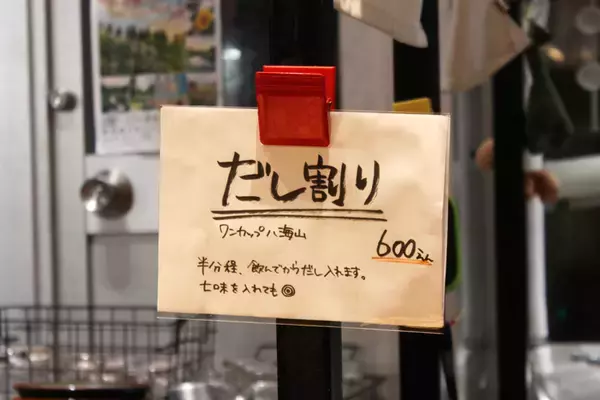 だし割り
ワンカップ八海山
600えん
半分経、飲んでからだし入れます。
七味を入れても◎